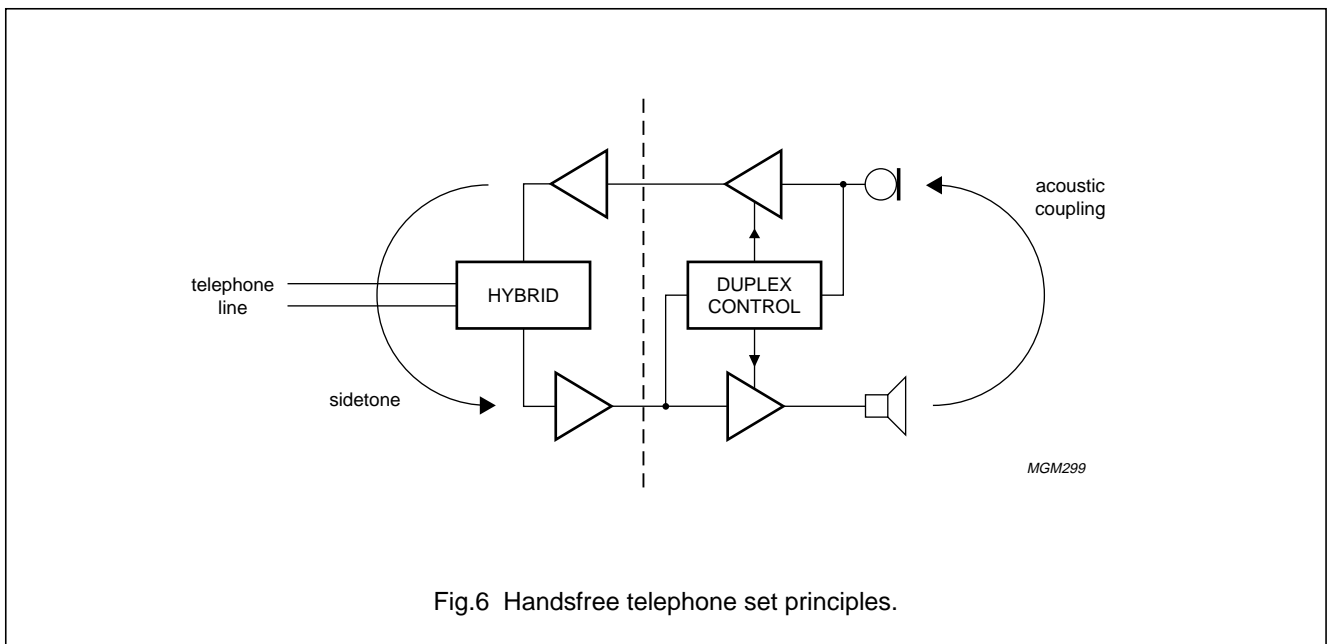 acoustic
coupling
telephone
line
HYBRID
DUPLEX
CONTROL
sidetone
MGM299
Fig.6 Handsfree telephone set principles.